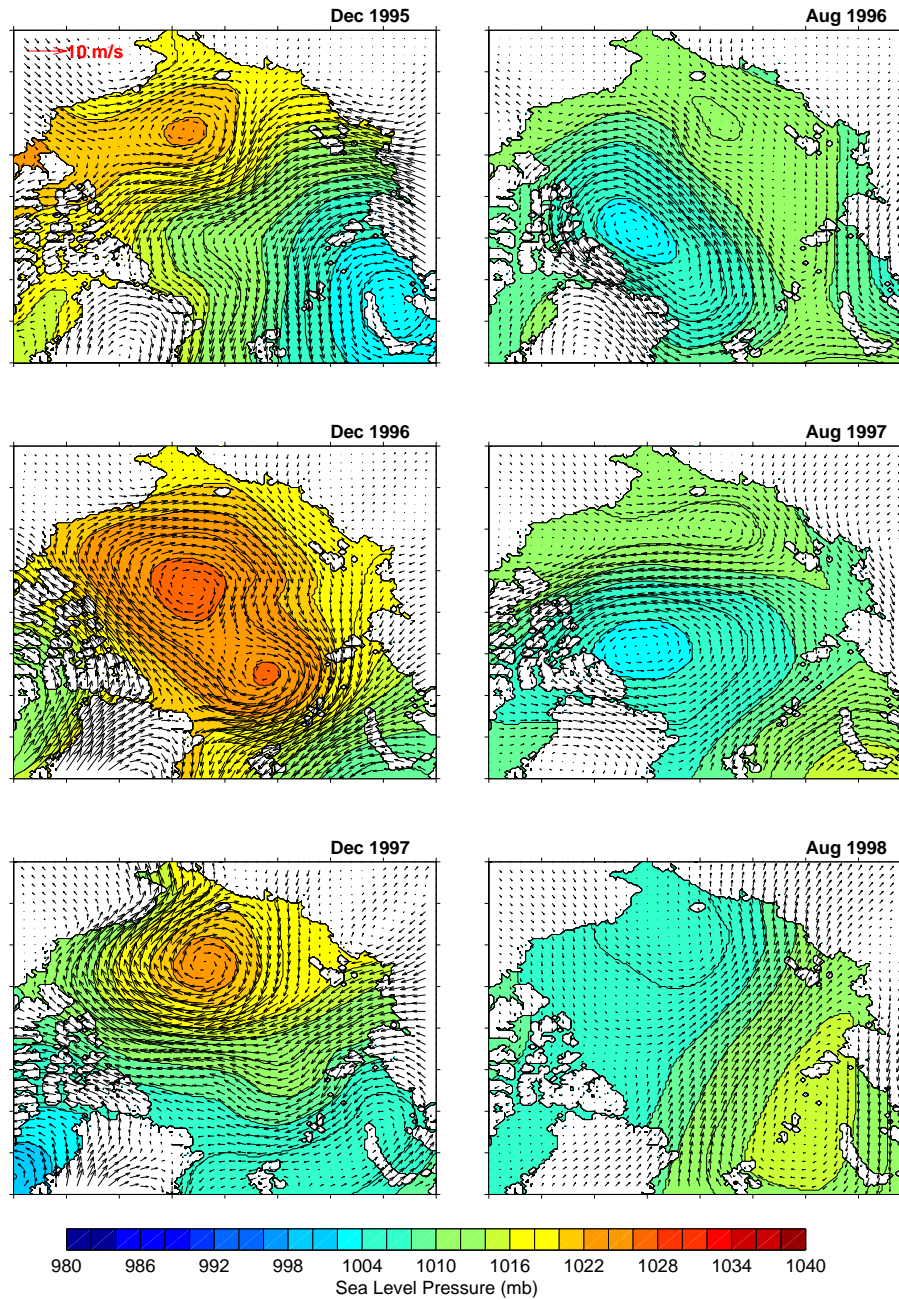 Dec 1995
Aug 1996
10 m/s
Dec 1996
Aug 1997
Dec 1997
Aug 1998
980 986 992 998 1004 1010 1016 1022 1028 1034 1040
Sea Level Pressure (mb)